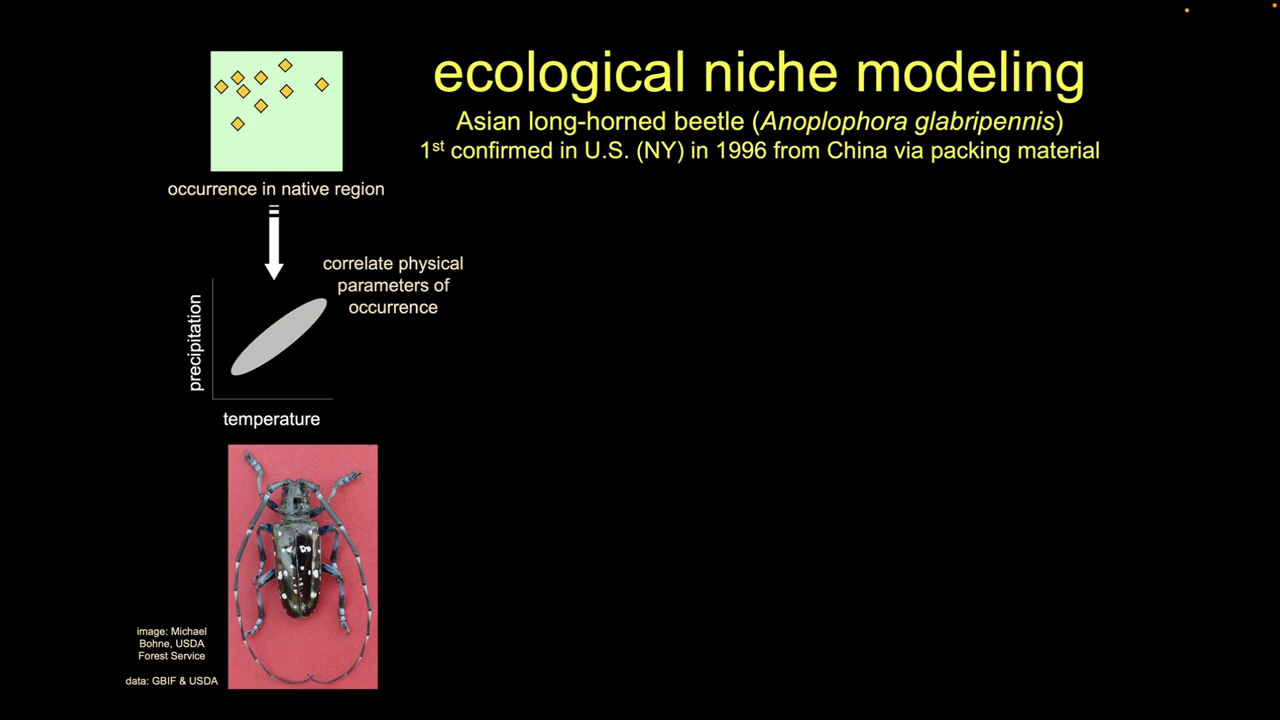 ecological niche modeling
Asian long-horned beetle (Anoplophora glabripennis)
1st confirmed in U.S. (NY) in 1996 from China via packing material
occurrence in native region
correlate physical
parameters of
occurrence
precipitation
temperature
image: Michael
Bohne, USDA
Forest Service
data: GBIF & USDA